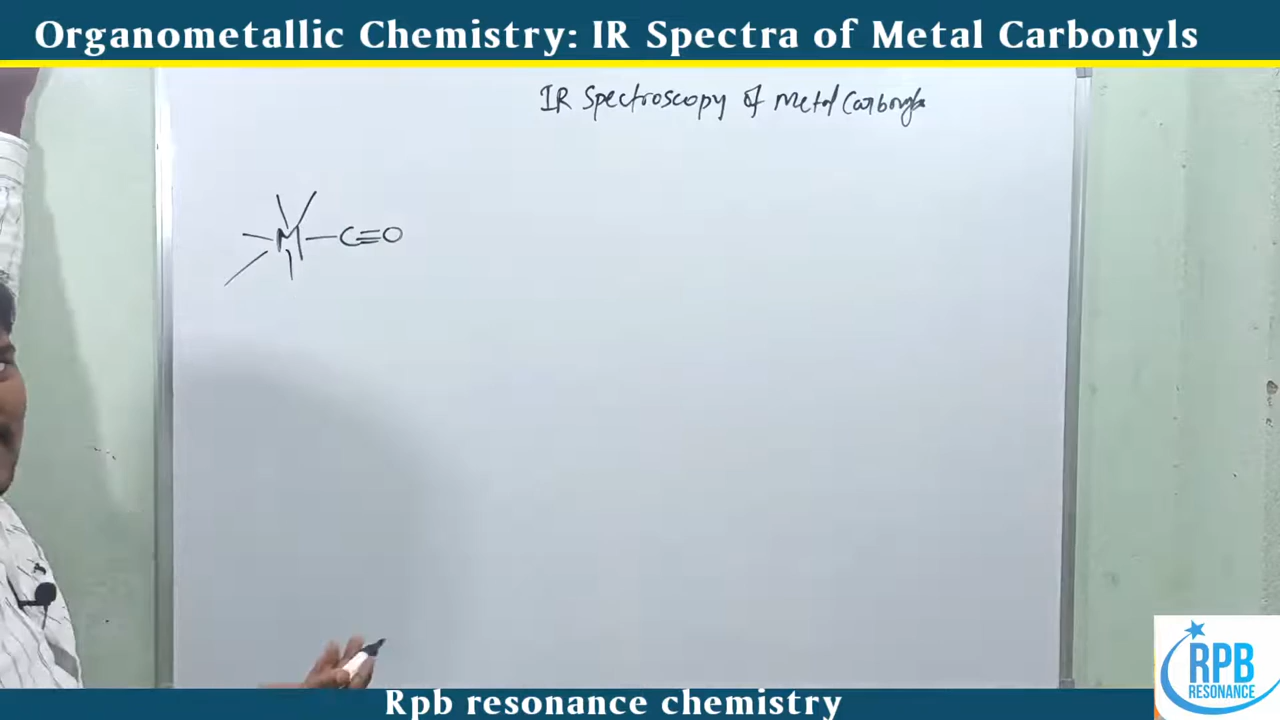 Organometallic Chemistry: IR Spectra of Metal Carbonyls
IR Spectroscopy of Metal Carbonyls
M-C≡O
RPB
RESONANCE
Rpb resonance chemistry